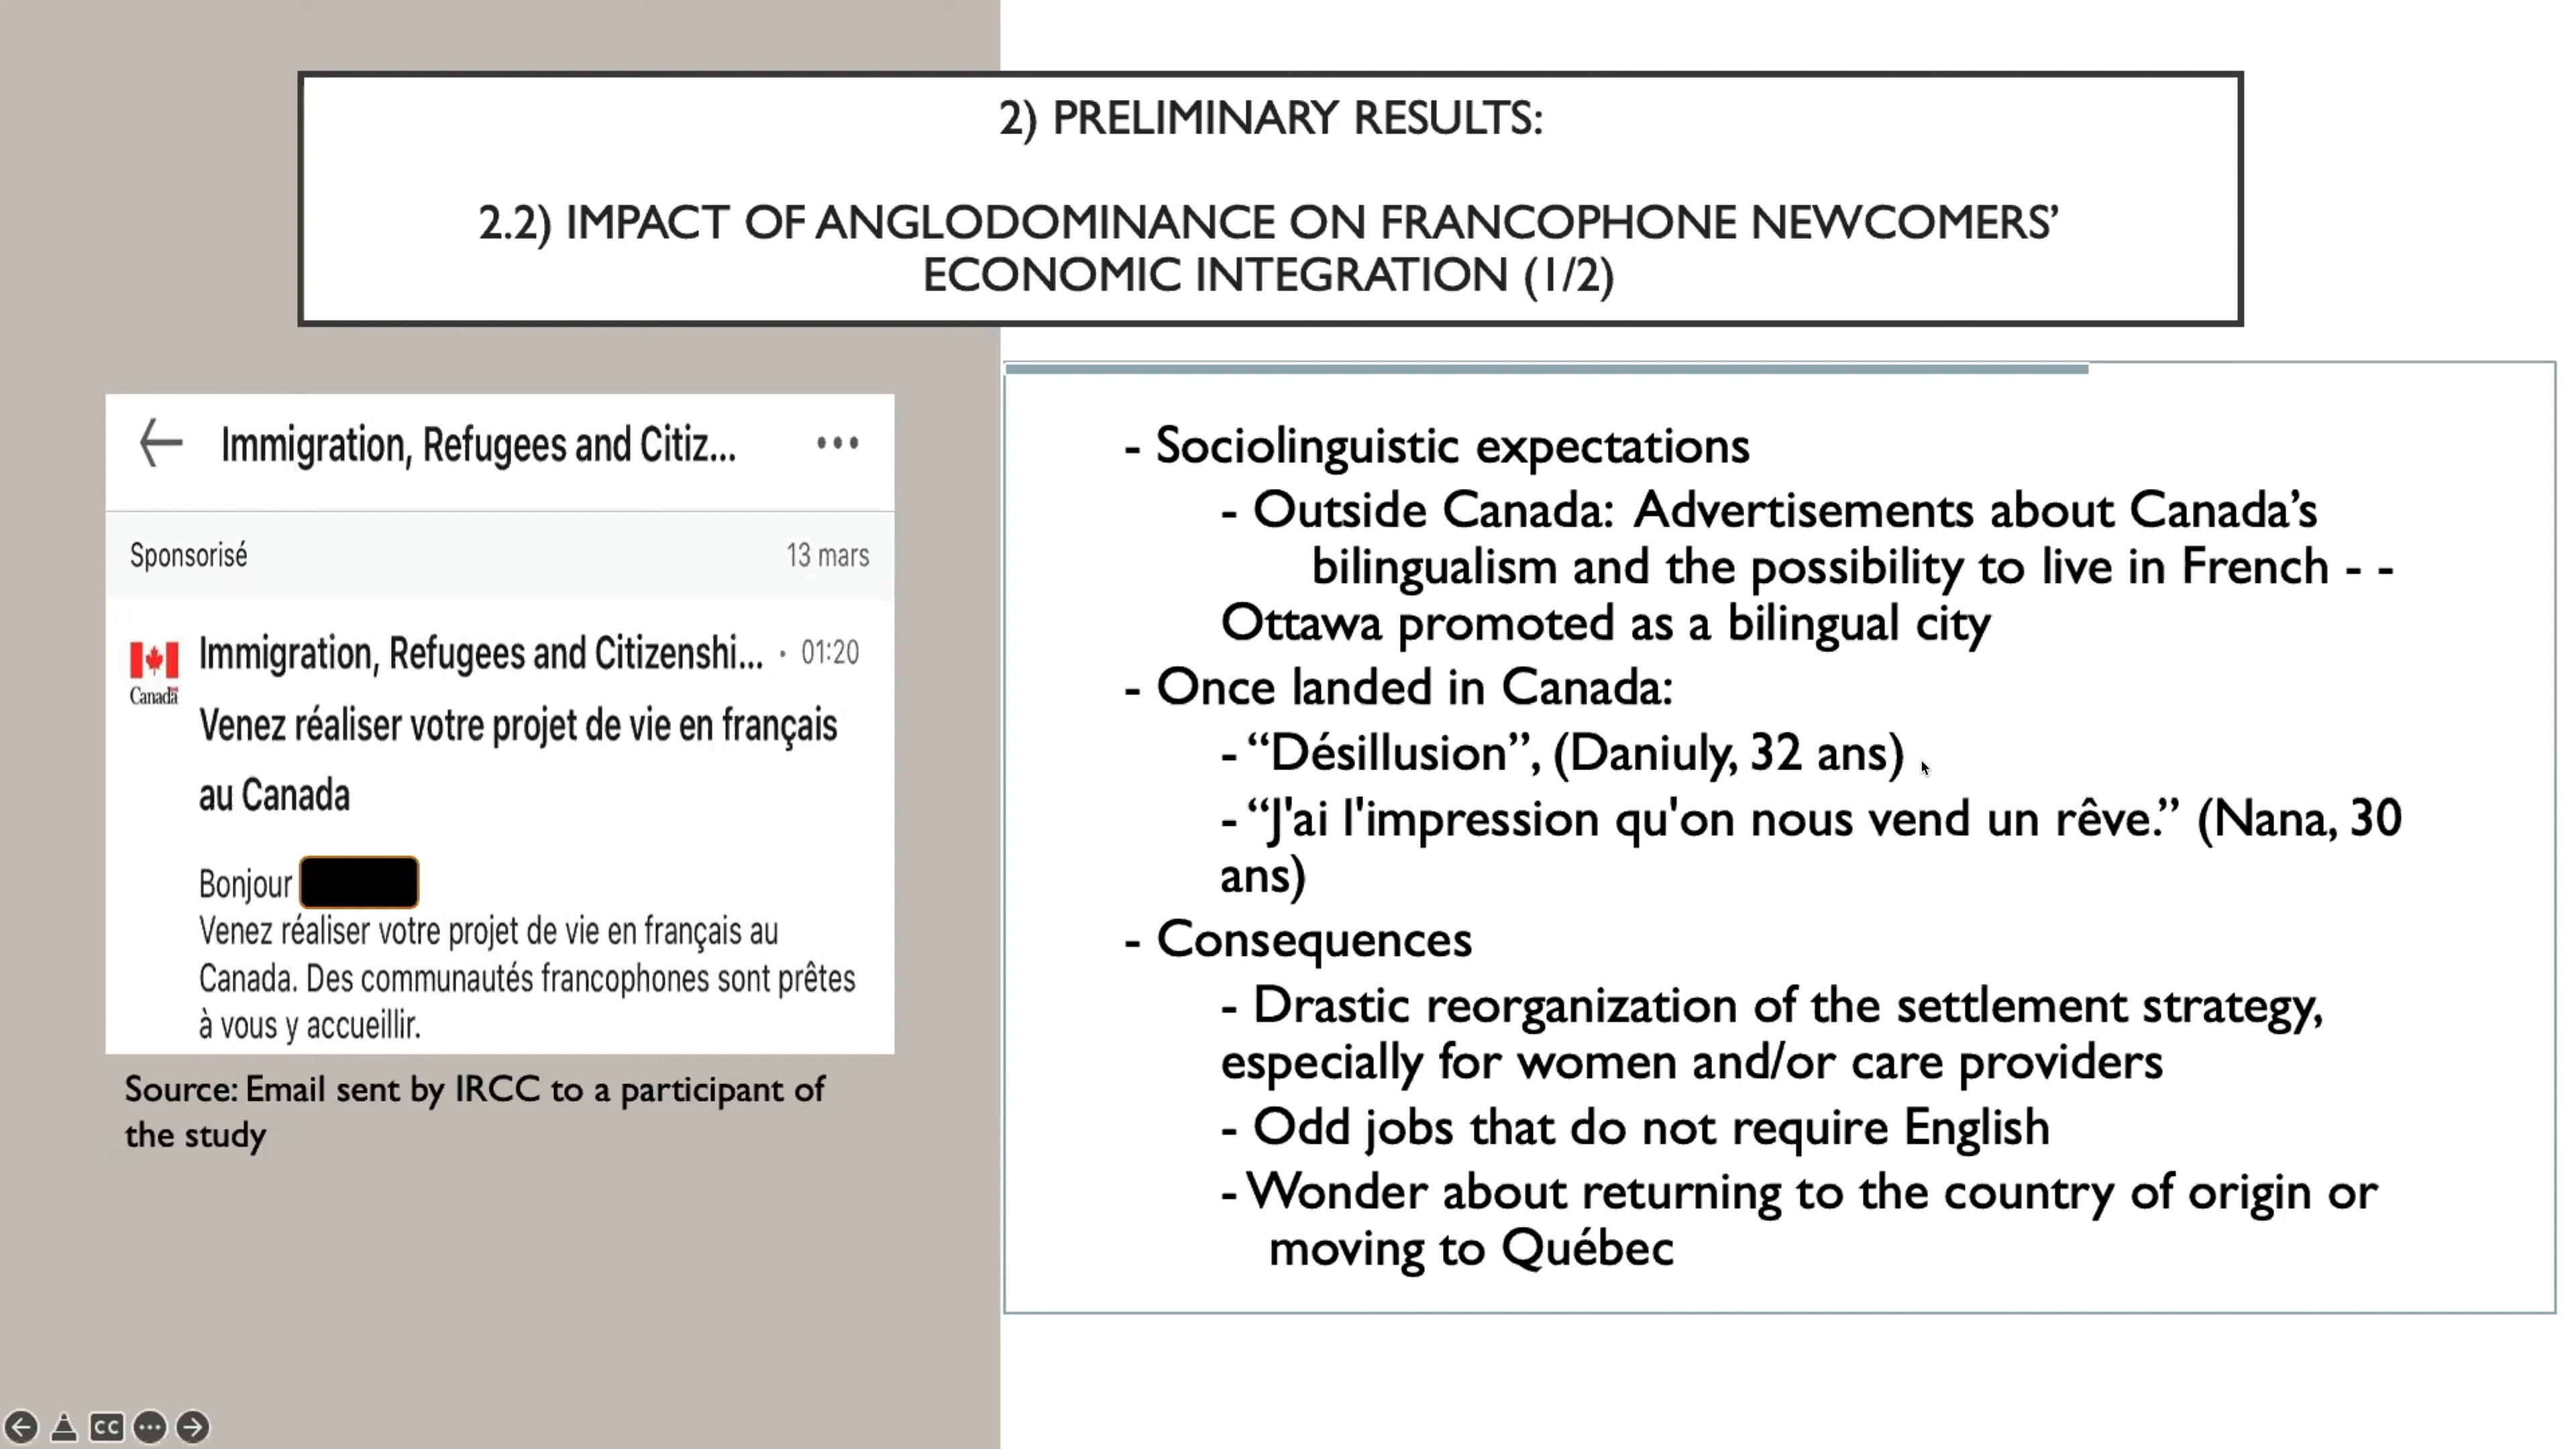 2) PRELIMINARY RESULTS:
2.2) IMPACT OF ANGLODOMINANCE ON FRANCOPHONE NEWCOMERS’
ECONOMIC INTEGRATION (1/2)
Immigration, Refugees and Citiz...
Sponsorisé 13 mars
Immigration, Refugees and Citizenshi... • 01:20
Canada
Venez réaliser votre projet de vie en français
au Canada
Bonjour
Venez réaliser votre projet de vie en français au
Canada. Des communautés francophones sont prêtes
à vous y accueillir.
Source: Email sent by IRCC to a participant of
the study
- Sociolinguistic expectations
- Outside Canada: Advertisements about Canada’s
bilingualism and the possibility to live in French - -
Ottawa promoted as a bilingual city
- Once landed in Canada:
- “Désillusion”, (Daniuly, 32 ans)
- “J'ai l'impression qu'on nous vend un rêve.” (Nana, 30
ans)
- Consequences
- Drastic reorganization of the settlement strategy,
especially for women and/or care providers
- Odd jobs that do not require English
- Wonder about returning to the country of origin or
moving to Québec
CC